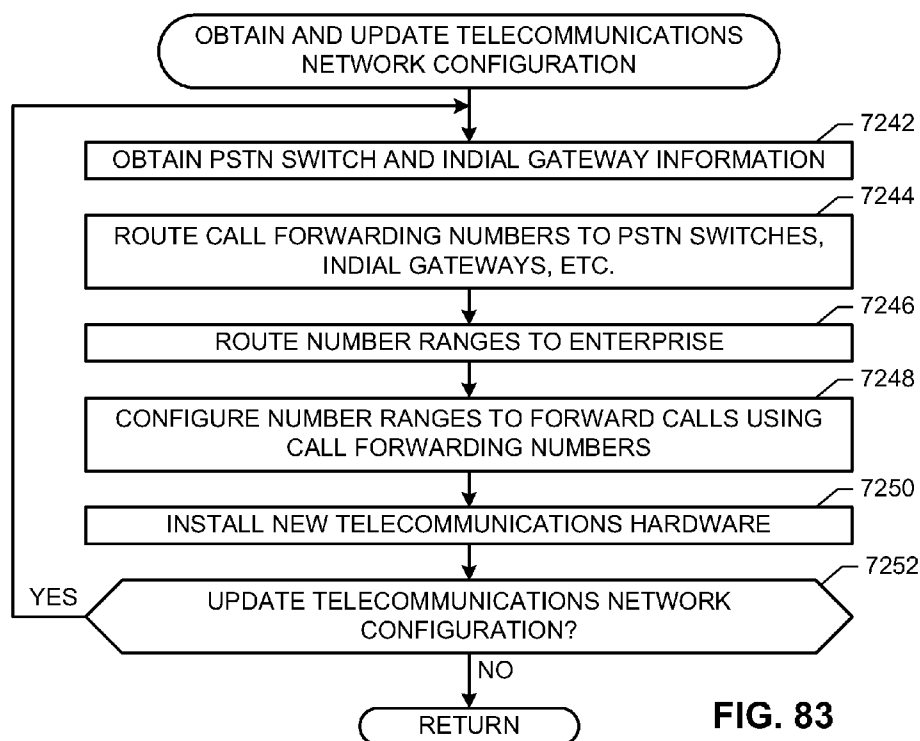 OBTAIN AND UPDATE TELECOMMUNICATIONS
NETWORK CONFIGURATION
7242
OBTAIN PSTN SWITCH AND INDIAL GATEWAY INFORMATION
7244
ROUTE CALL FORWARDING NUMBERS TO PSTN SWITCHES,
INDIAL GATEWAYS, ETC.
7246
ROUTE NUMBER RANGES TO ENTERPRISE
7248
CONFIGURE NUMBER RANGES TO FORWARD CALLS USING
CALL FORWARDING NUMBERS
7250
INSTALL NEW TELECOMMUNICATIONS HARDWARE
7252
YES
UPDATE TELECOMMUNICATIONS NETWORK
CONFIGURATION?
NO
RETURN
FIG. 83